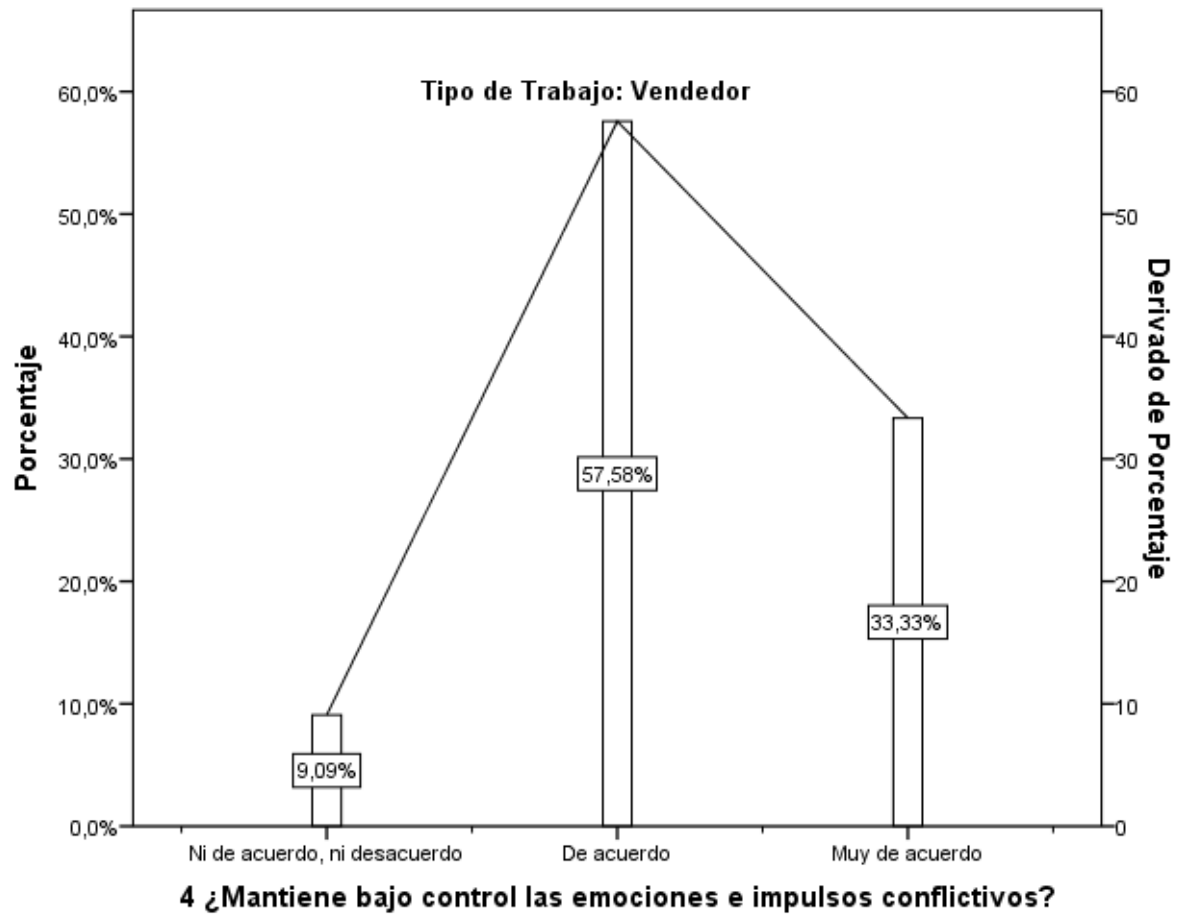 Tipo de Trabajo: Vendedor
60,0%
50,0%
40,0%
30,0%
20,0%
10,0%
0,0%
Porcentaje
60
50
40
30
20
10
0
Derivado de Porcentaje
9,09%
57,58%
33,33%
Ni de acuerdo, ni desacuerdo
De acuerdo
Muy de acuerdo
4 ¿Mantiene bajo control las emociones e impulsos conflictivos?